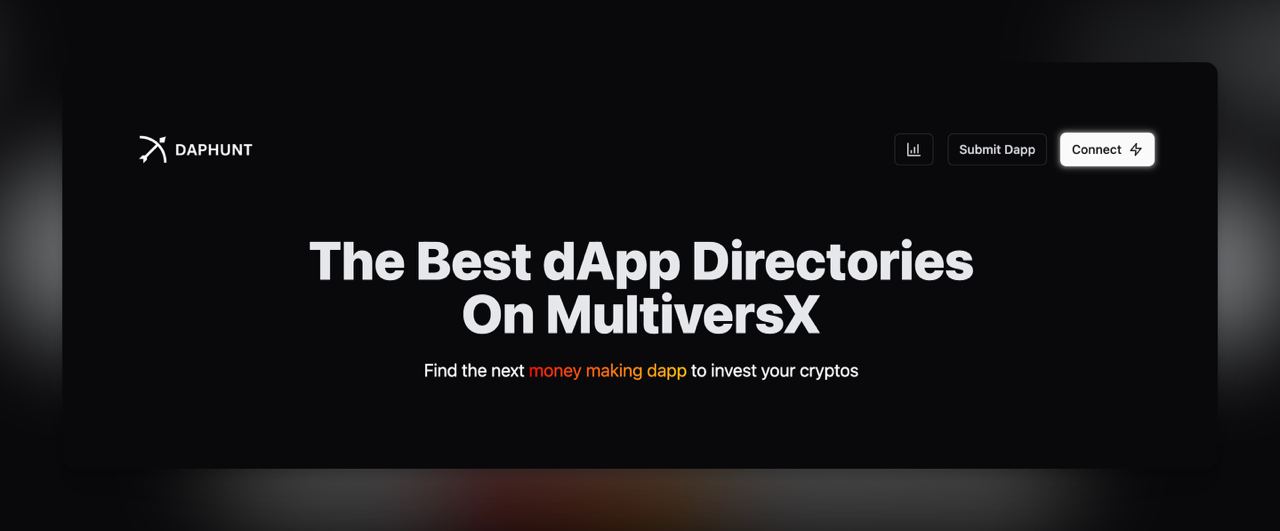 DAPHUNT
Submit Dapp
Connect
The Best dApp Directories
On MultiversX
Find the next money making dapp to invest your cryptos